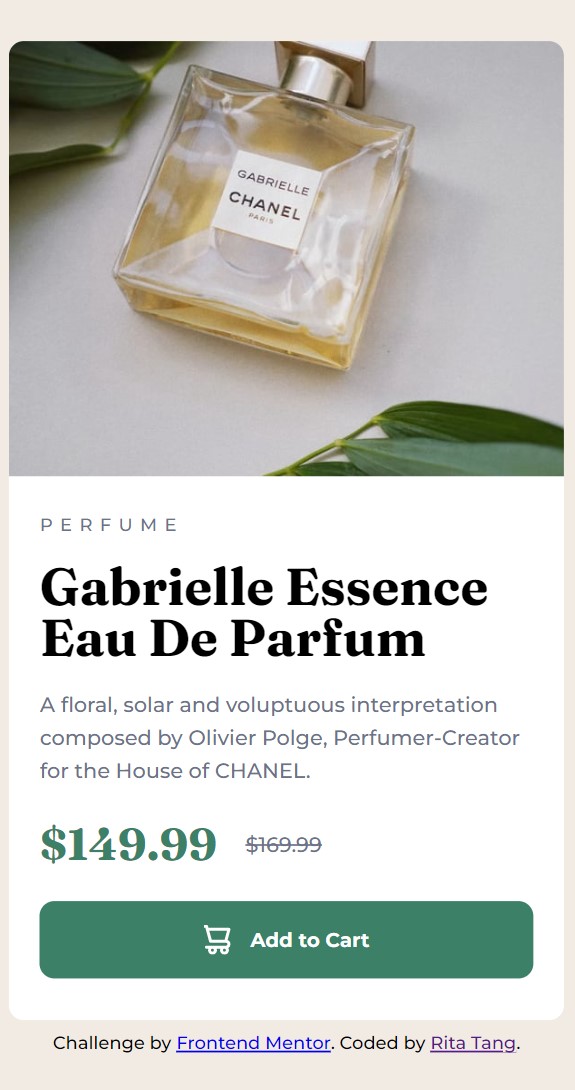 GABRIELLE
CHANEL
PARIS
PERFUME
Gabrielle Essence
Eau De Parfum
A floral, solar and voluptuous interpretation
composed by Olivier Polge, Perfumer-Creator
for the House of CHANEL.
$149.99 $169.99
Add to Cart
Challenge by Frontend Mentor. Coded by Rita Tang.